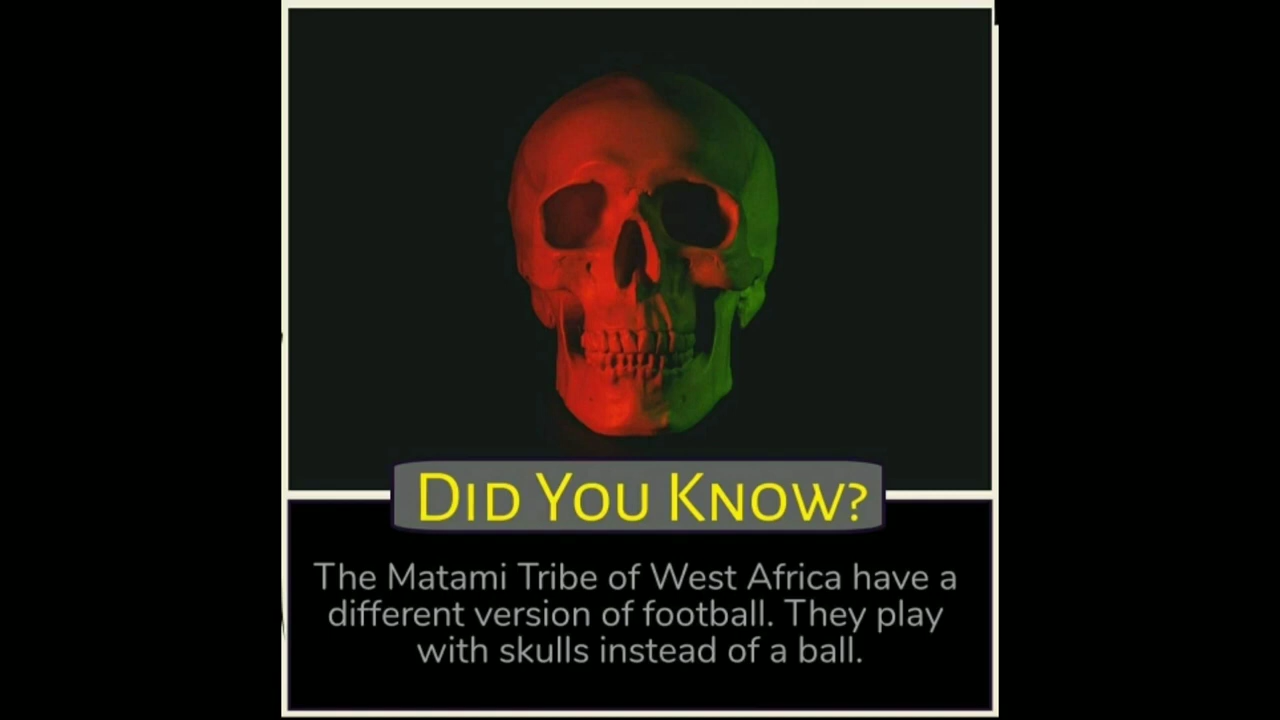 Did You Know?
The Matami Tribe of West Africa have a
different version of football. They play
with skulls instead of a ball.